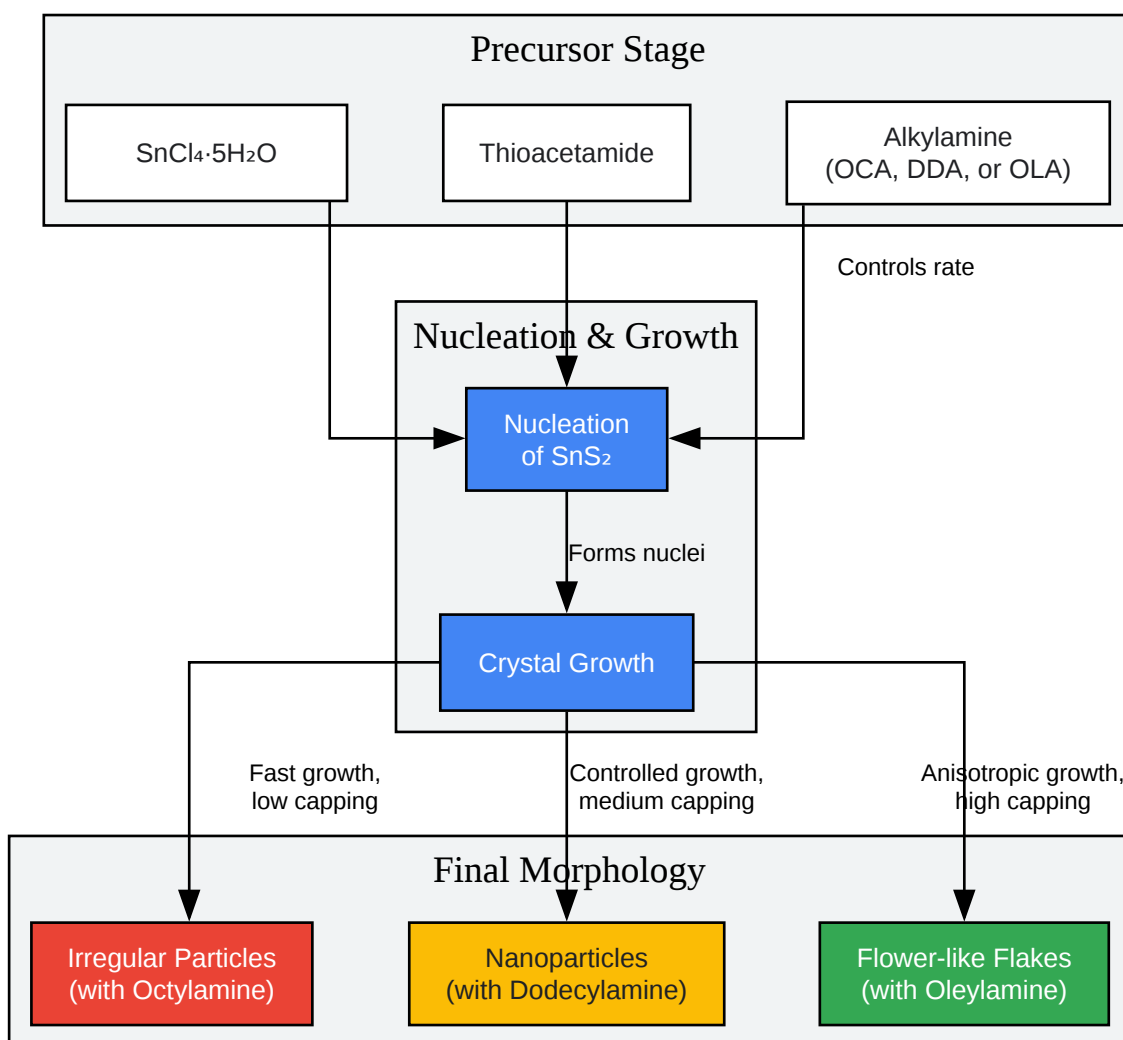 Precursor Stage
SnCl₄·5H₂O
Thioacetamide
Alkylamine
(OCA, DDA, or OLA)
Controls rate
Nucleation & Growth
Nucleation
of SnS₂
Forms nuclei
Crystal Growth
Fast growth,
low capping
Controlled growth,
medium capping
Anisotropic growth,
high capping
Final Morphology
Irregular Particles
(with Octylamine)
Nanoparticles
(with Dodecylamine)
Flower-like Flakes
(with Oleylamine)